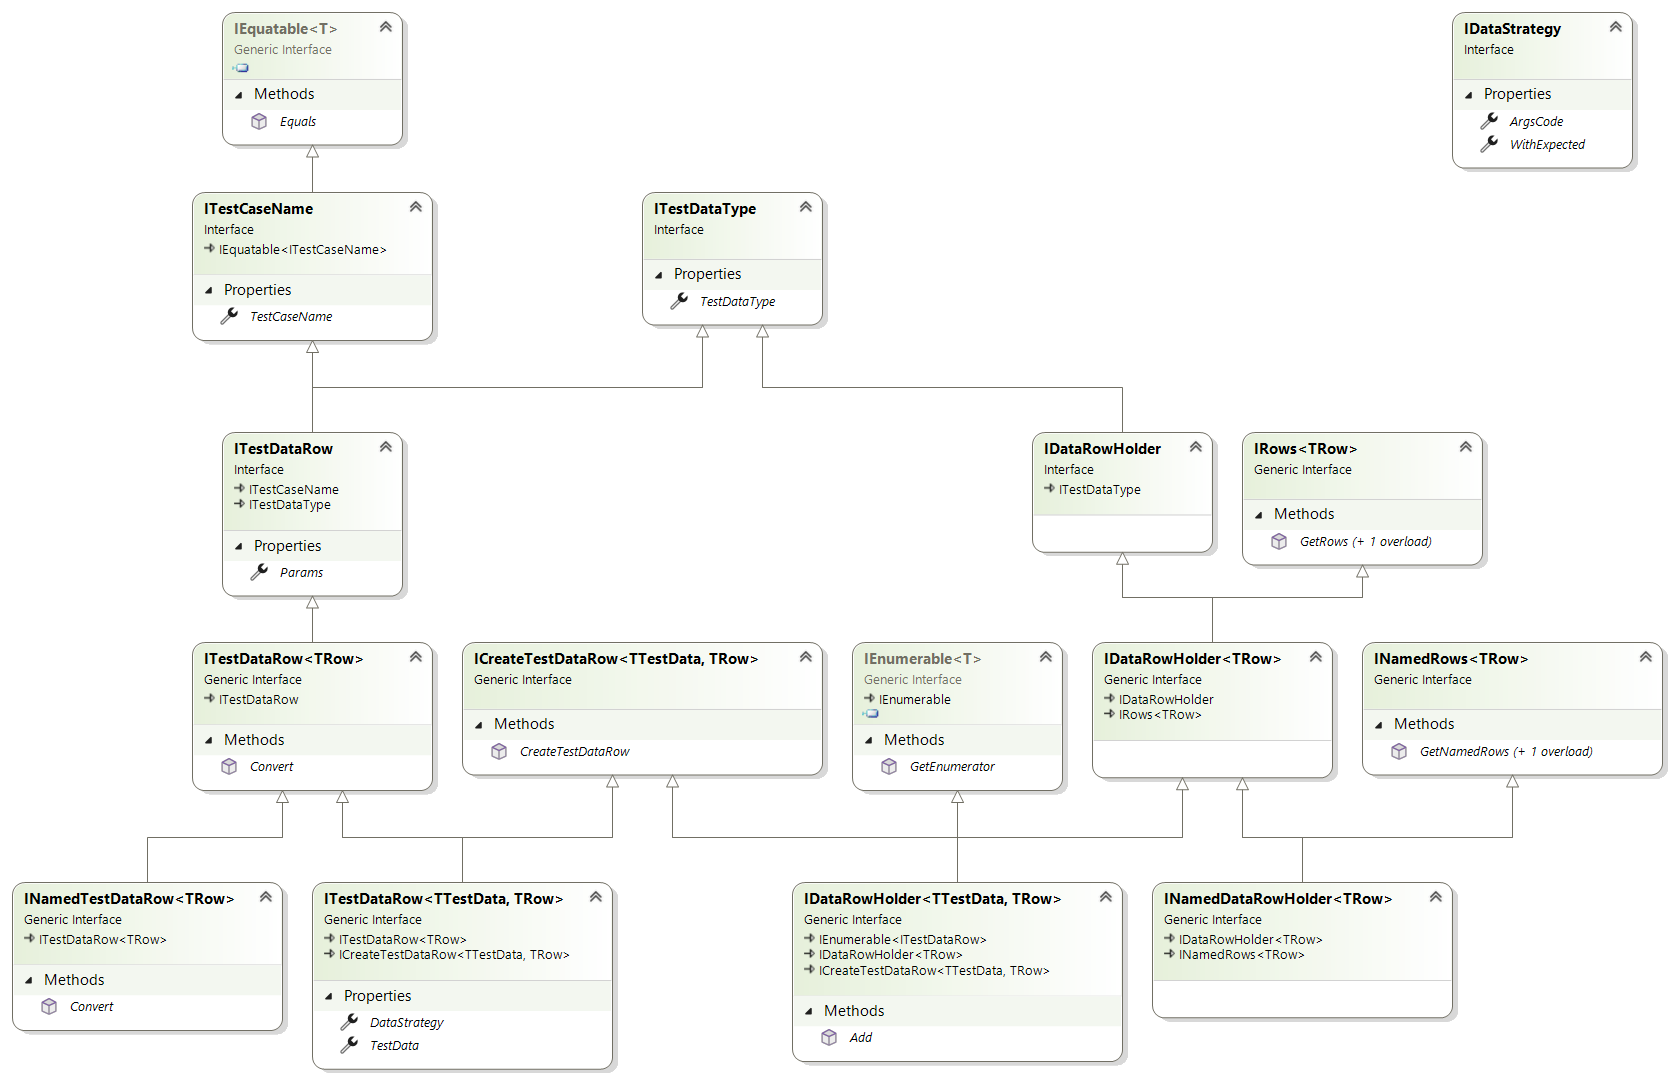 IEquatable<T>
Generic Interface
Methods
Equals
IDataStrategy
Interface
Properties
ArgsCode
WithExpected
ITestCaseName
Interface
IEquatable<ITestCaseName>
Properties
TestCaseName
ITestDataType
Interface
Properties
TestDataType
ITestDataRow
Interface
ITestCaseName
ITestDataType
Properties
Params
IDataRowHolder
Interface
ITestDataType
IRows<TRow>
Generic Interface
Methods
GetRows (+ 1 overload)
ITestDataRow<TRow>
Generic Interface
ITestDataRow
Methods
Convert
ICreateTestDataRow<TTestData, TRow>
Generic Interface
Methods
CreateTestDataRow
IEnumerable<T>
Generic Interface
IEnumerable
Methods
GetEnumerator
IDataRowHolder<TRow>
Generic Interface
IDataRowHolder
IRows<TRow>
INamedRows<TRow>
Generic Interface
Methods
GetNamedRows (+ 1 overload)
INamedTestDataRow<TRow>
Generic Interface
ITestDataRow<TRow>
Methods
Convert
ITestDataRow<TTestData, TRow>
Generic Interface
ITestDataRow<TRow>
ICreateTestDataRow<TTestData, TRow>
Properties
DataStrategy
TestData
IDataRowHolder<TTestData, TRow>
Generic Interface
IEnumerable<ITestDataRow>
IDataRowHolder<TRow>
ICreateTestDataRow<TTestData, TRow>
Methods
Add
INamedDataRowHolder<TRow>
Generic Interface
IDataRowHolder<TRow>
INamedRows<TRow>